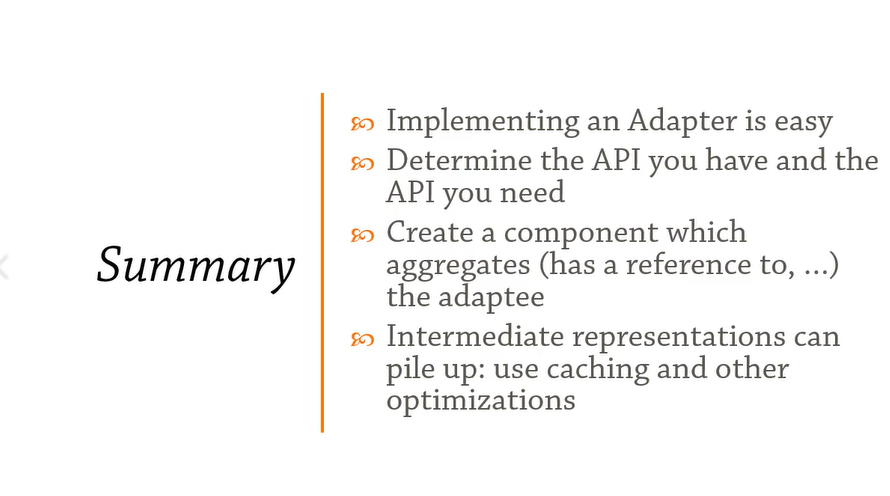 Summary
Implementing an Adapter is easy
Determine the API you have and the
API you need
Create a component which
aggregates (has a reference to, ...)
the adaptee
Intermediate representations can
pile up: use caching and other
optimizations